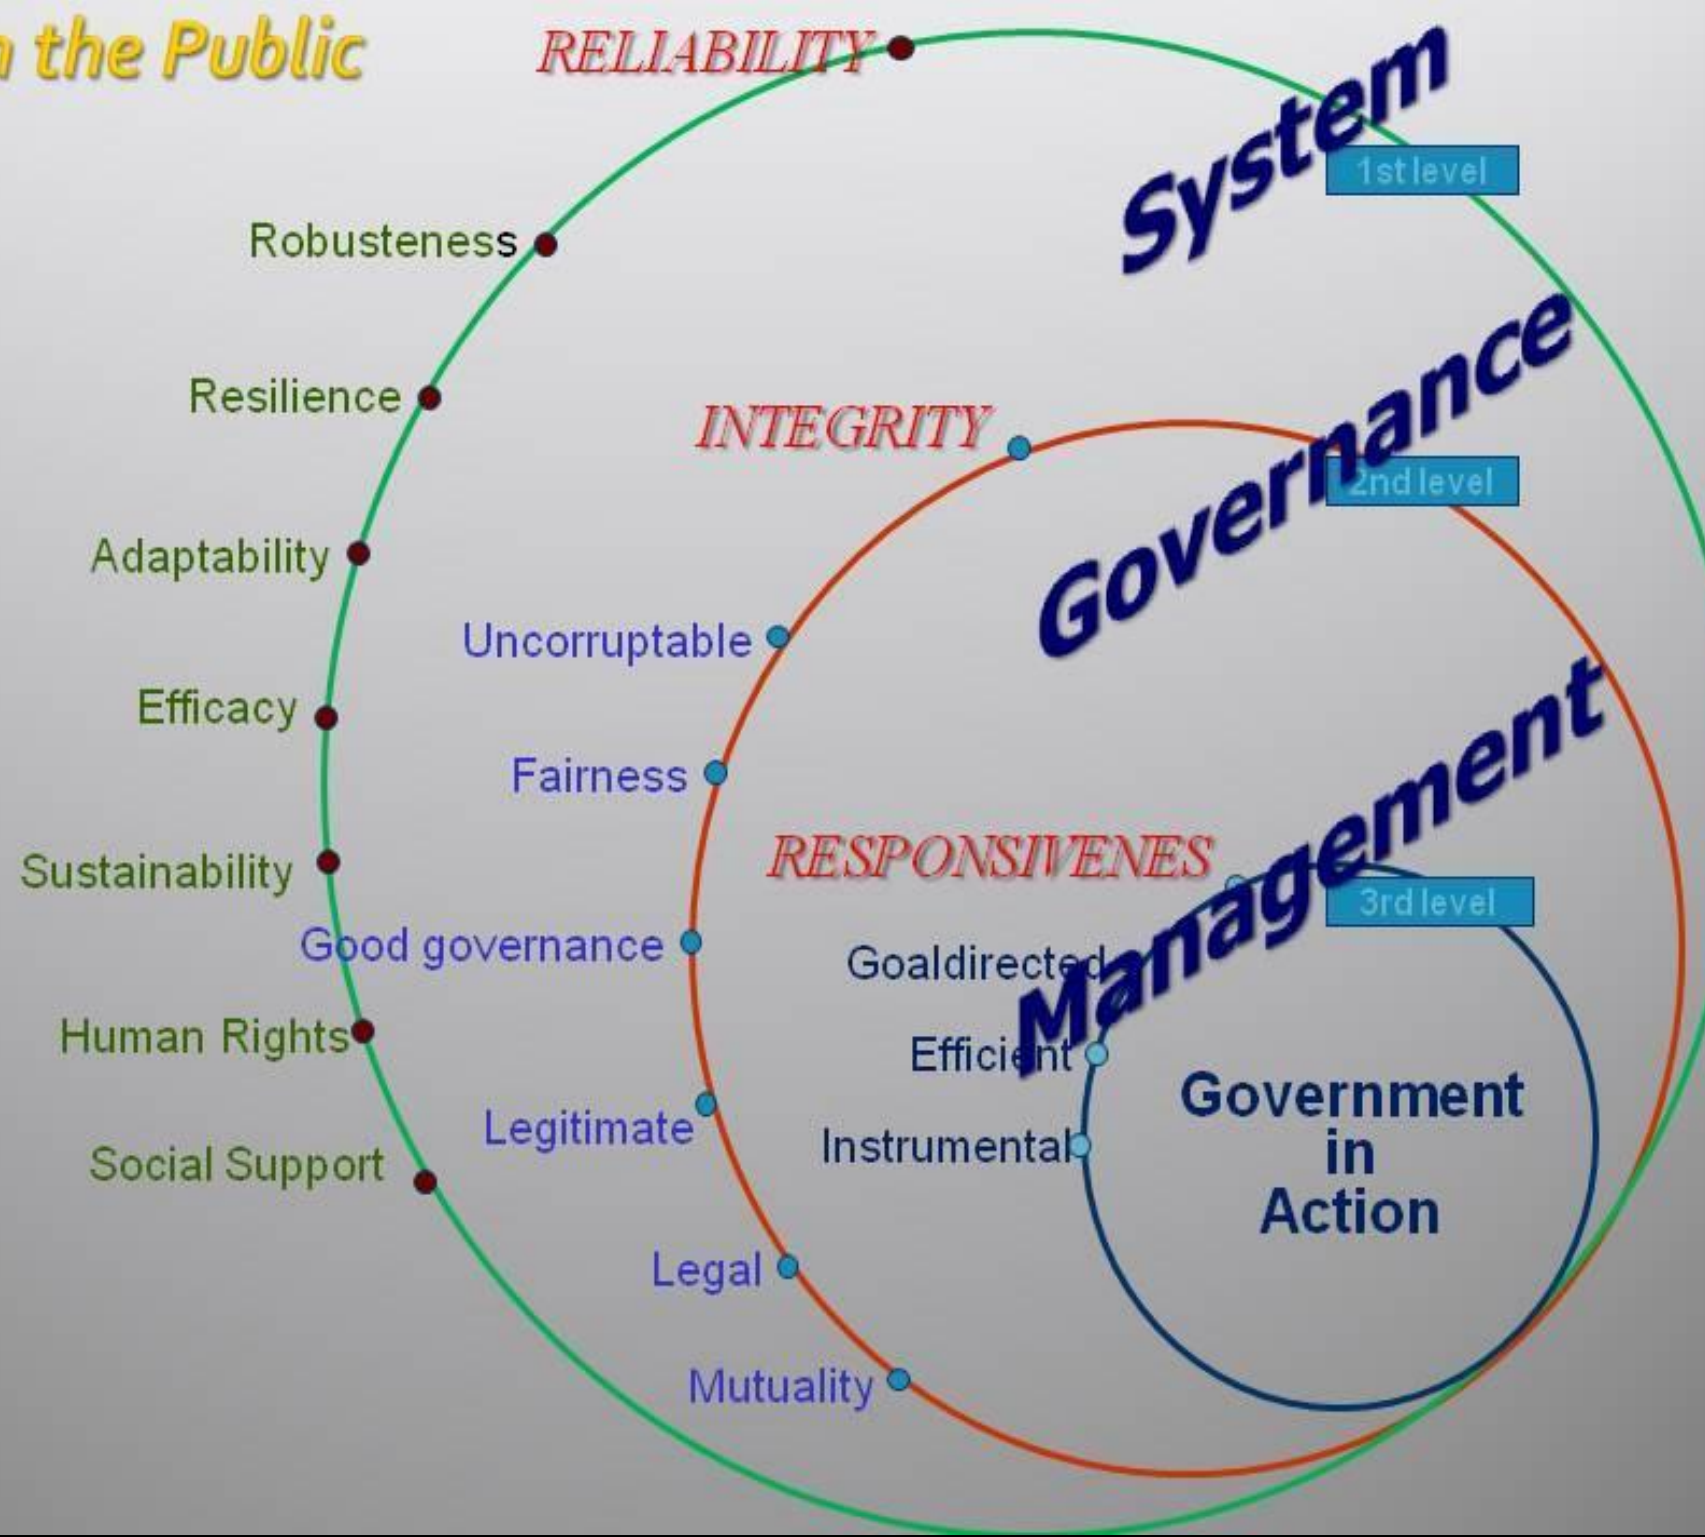 the Public
RELIABILITY
System
1st level
Robusteness
Governance
Resilience
INTEGRITY
2nd level
Adaptability
Uncorruptable
Management
Efficacy
Fairness
RESPONSIVENES
3rd level
Sustainability
Good governance
Goaldirected
Human Rights
Efficient
Government
in
Action
Legitimate
Instrumental
Social Support
Legal
Mutuality